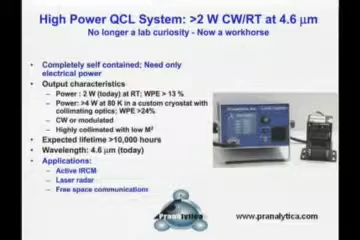 High Power QCL System: >2 W CW/RT at 4.6 µm
No longer a lab curiosity - Now a workhorse
• Completely self contained; Need only
electrical power
• Output characteristics
– Power : 2 W (today) at RT; WPE > 13 %
– Power: >4 W at 80 K in a custom cryostat with
collimating optics; WPE >24%
– CW or modulated
– Highly collimated with low M²
• Expected lifetime >10,000 hours
• Wavelength: 4.6 µm (today)
• Applications:
– Active IRCM
– Laser radar
– Free space communications
Pranalytica
www.pranalytica.com